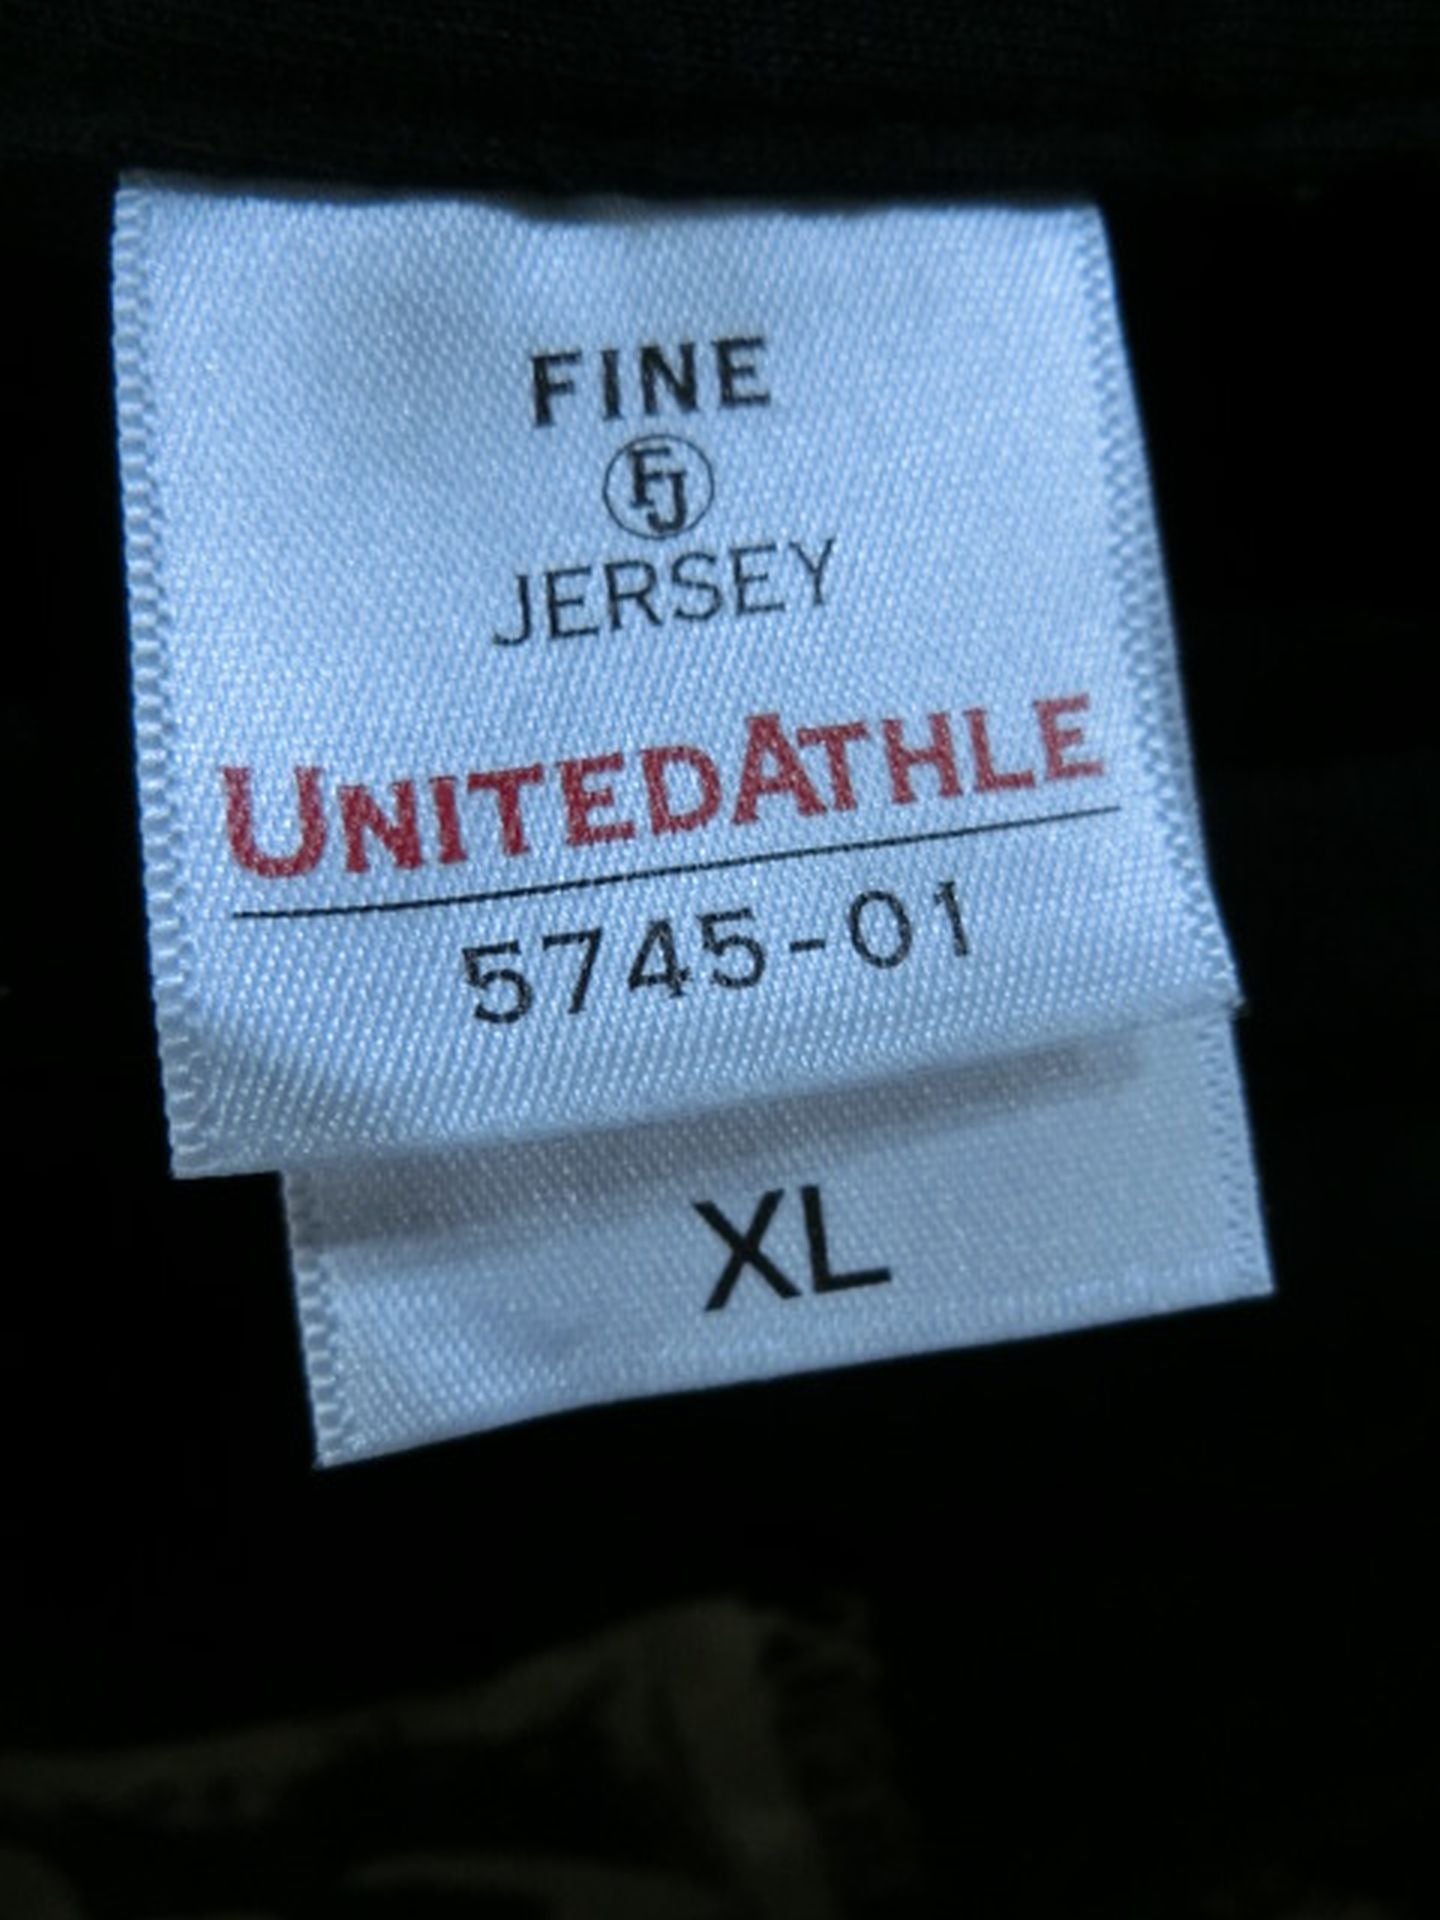 FINE
FJ
JERSEY
UNITEDATHLE
5745-01
XL